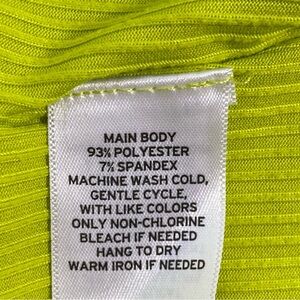 MAIN BODY
93% POLYESTER
7% SPANDEX
MACHINE WASH COLD,
GENTLE CYCLE,
WITH LIKE COLORS
ONLY NON-CHLORINE
BLEACH IF NEEDED
HANG TO DRY
WARM IRON IF NEEDED